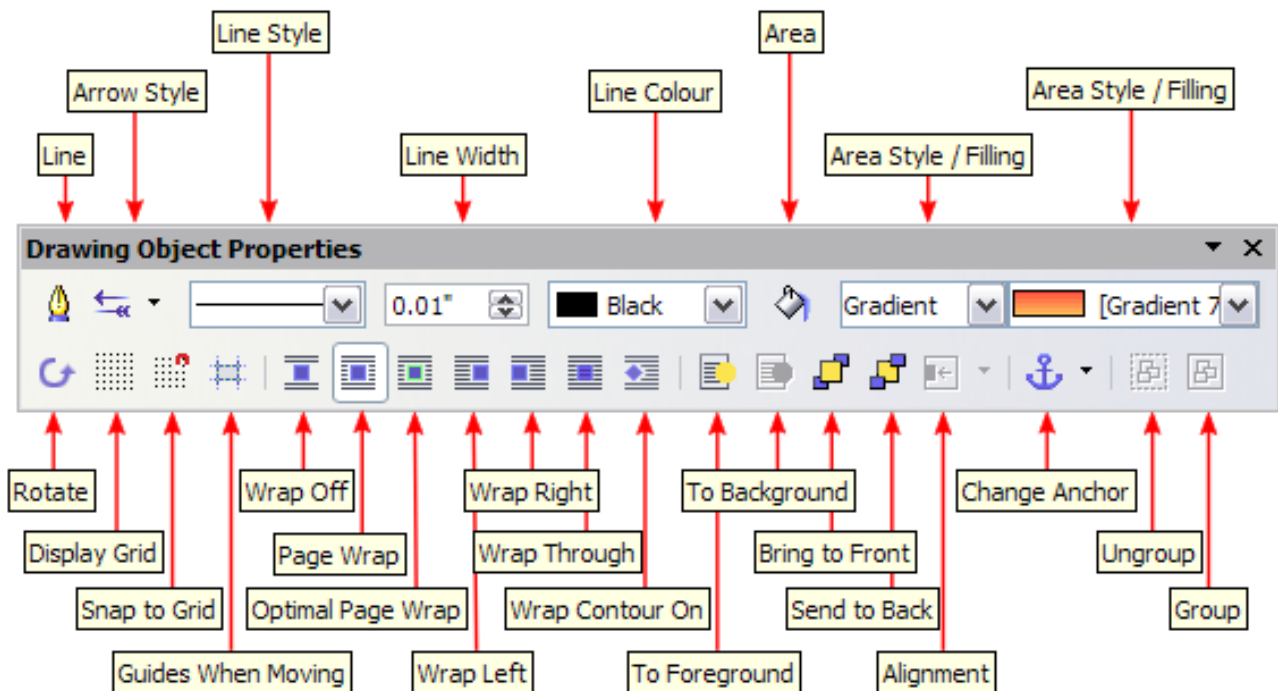 Line Style
Area
Arrow Style
Line Colour
Area Style / Filling
Line
Line Width
Area Style / Filling
Drawing Object Properties
0.01"
Black
Gradient
[Gradient 7
Rotate
Wrap Off
Wrap Right
To Background
Change Anchor
Display Grid
Page Wrap
Wrap Through
Bring to Front
Ungroup
Snap to Grid
Optimal Page Wrap
Wrap Contour On
Send to Back
Group
Guides When Moving
Wrap Left
To Foreground
Alignment